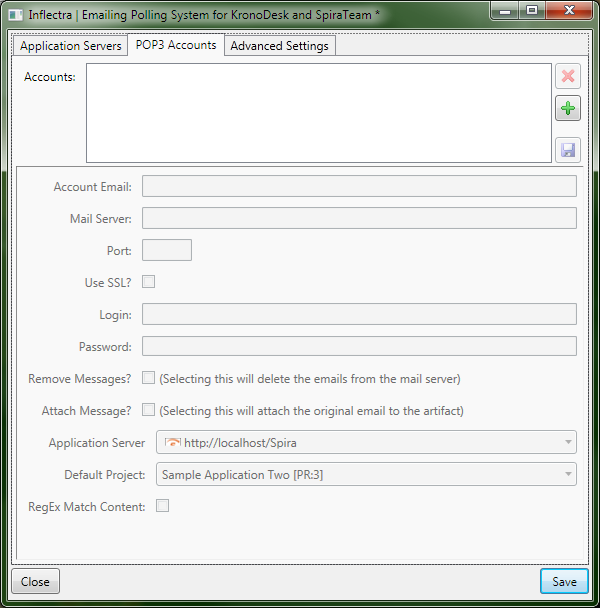 Inflectra | Emailing Polling System for KronoDesk and SpiraTeam *
Application Servers POP3 Accounts Advanced Settings
Accounts:
Account Email:
Mail Server:
Port:
Use SSL?
Login:
Password:
Remove Messages? (Selecting this will delete the emails from the mail server)
Attach Message? (Selecting this will attach the original email to the artifact)
Application Server http://localhost/Spira
Default Project: Sample Application Two [PR:3]
RegEx Match Content:
Close Save